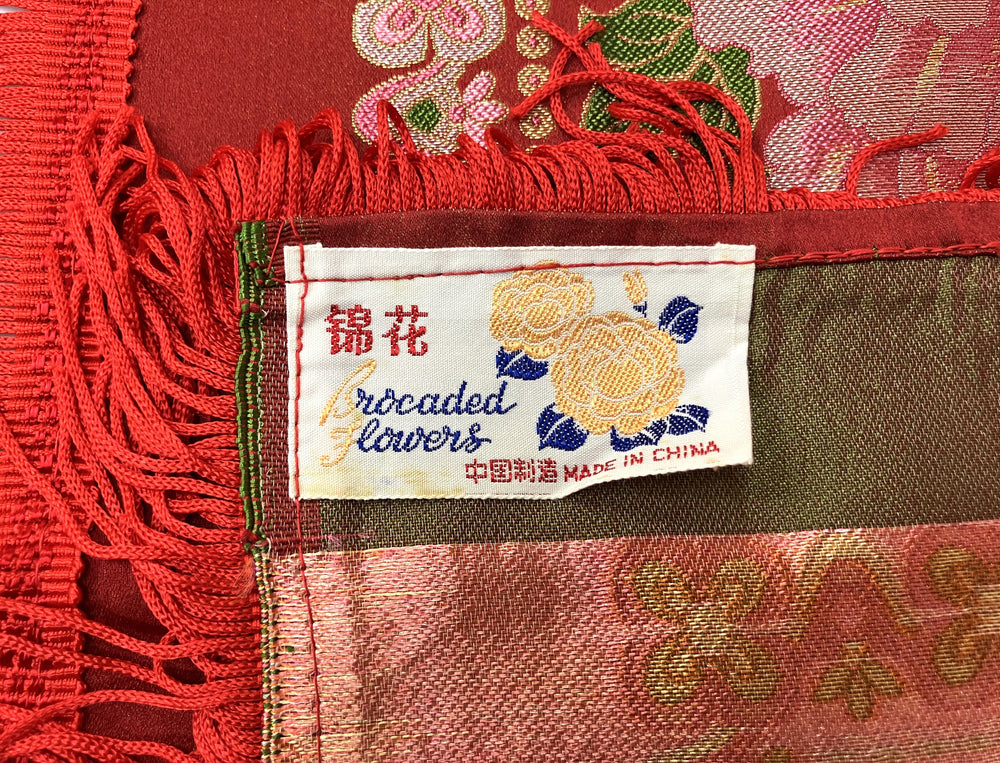 锦花
Brocaded
Flowers
中国制造 MADE IN CHINA